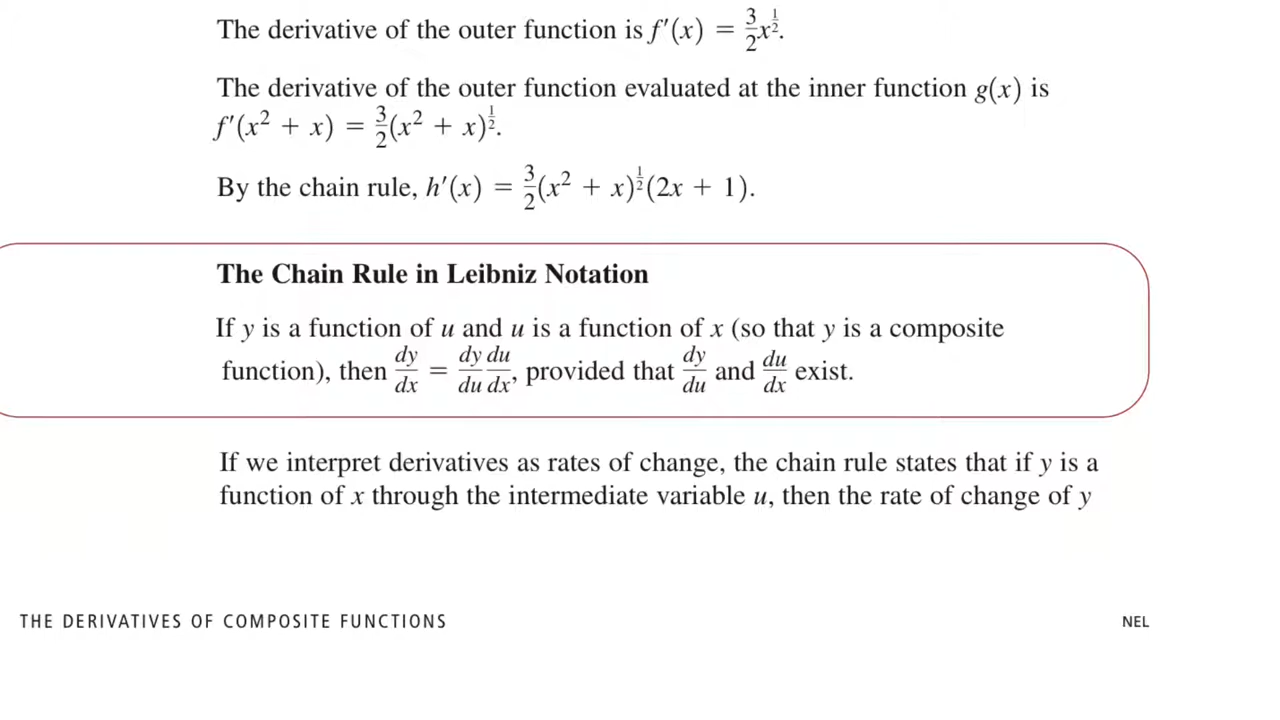 The derivative of the outer function is f′(x) = 3/2 x^(1/2).
The derivative of the outer function evaluated at the inner function g(x) is
f′(x² + x) = 3/2 (x² + x)^(1/2).
By the chain rule, h′(x) = 3/2 (x² + x)^(1/2) (2x + 1).
The Chain Rule in Leibniz Notation
If y is a function of u and u is a function of x (so that y is a composite
function), then dy/dx = dy/du du/dx, provided that dy/du and du/dx exist.
If we interpret derivatives as rates of change, the chain rule states that if y is a
function of x through the intermediate variable u, then the rate of change of y
THE DERIVATIVES OF COMPOSITE FUNCTIONS
NEL